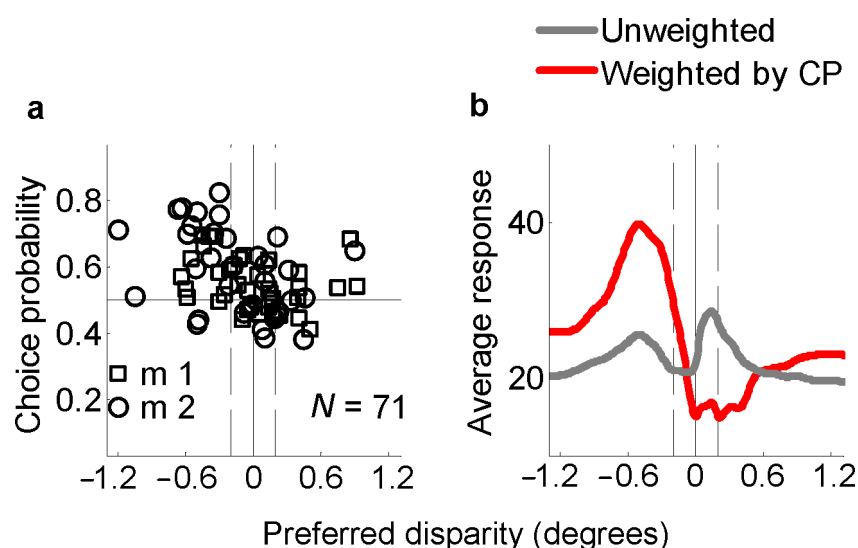 Unweighted
Weighted by CP
a
b
Choice probability
0.8
0.6
0.4
0.2
m 1
m 2
N = 71
−1.2 −0.6 0 0.6 1.2
Average response
40
20
−1.2 −0.6 0 0.6 1.2
Preferred disparity (degrees)